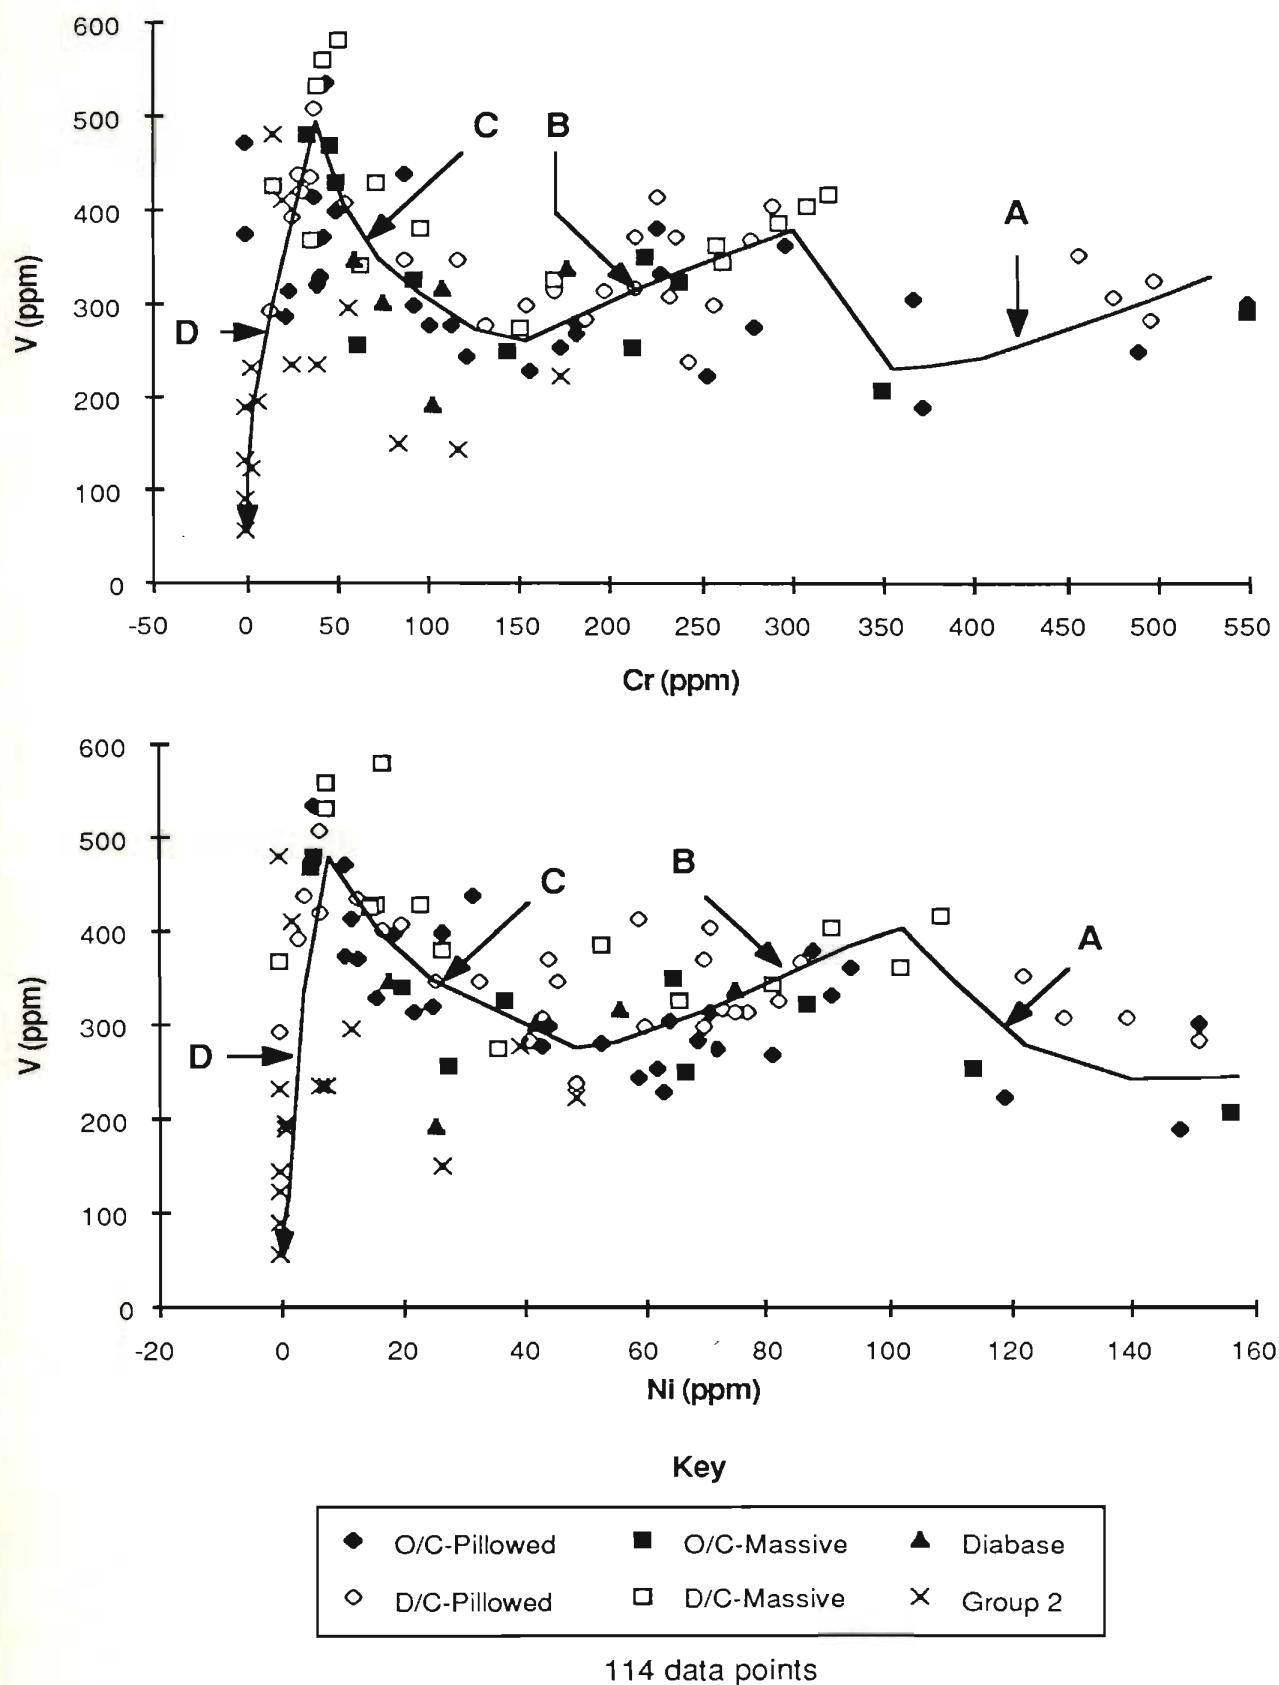 600
500
400
300
200
100
0
V (ppm)
A
B
C
D
-50 0 50 100 150 200 250 300 350 400 450 500 550
Cr (ppm)
600
500
400
300
200
100
0
V (ppm)
A
B
C
D
-20 0 20 40 60 80 100 120 140 160
Ni (ppm)
Key
O/C-Pillowed O/C-Massive Diabase
D/C-Pillowed D/C-Massive Group 2
114 data points